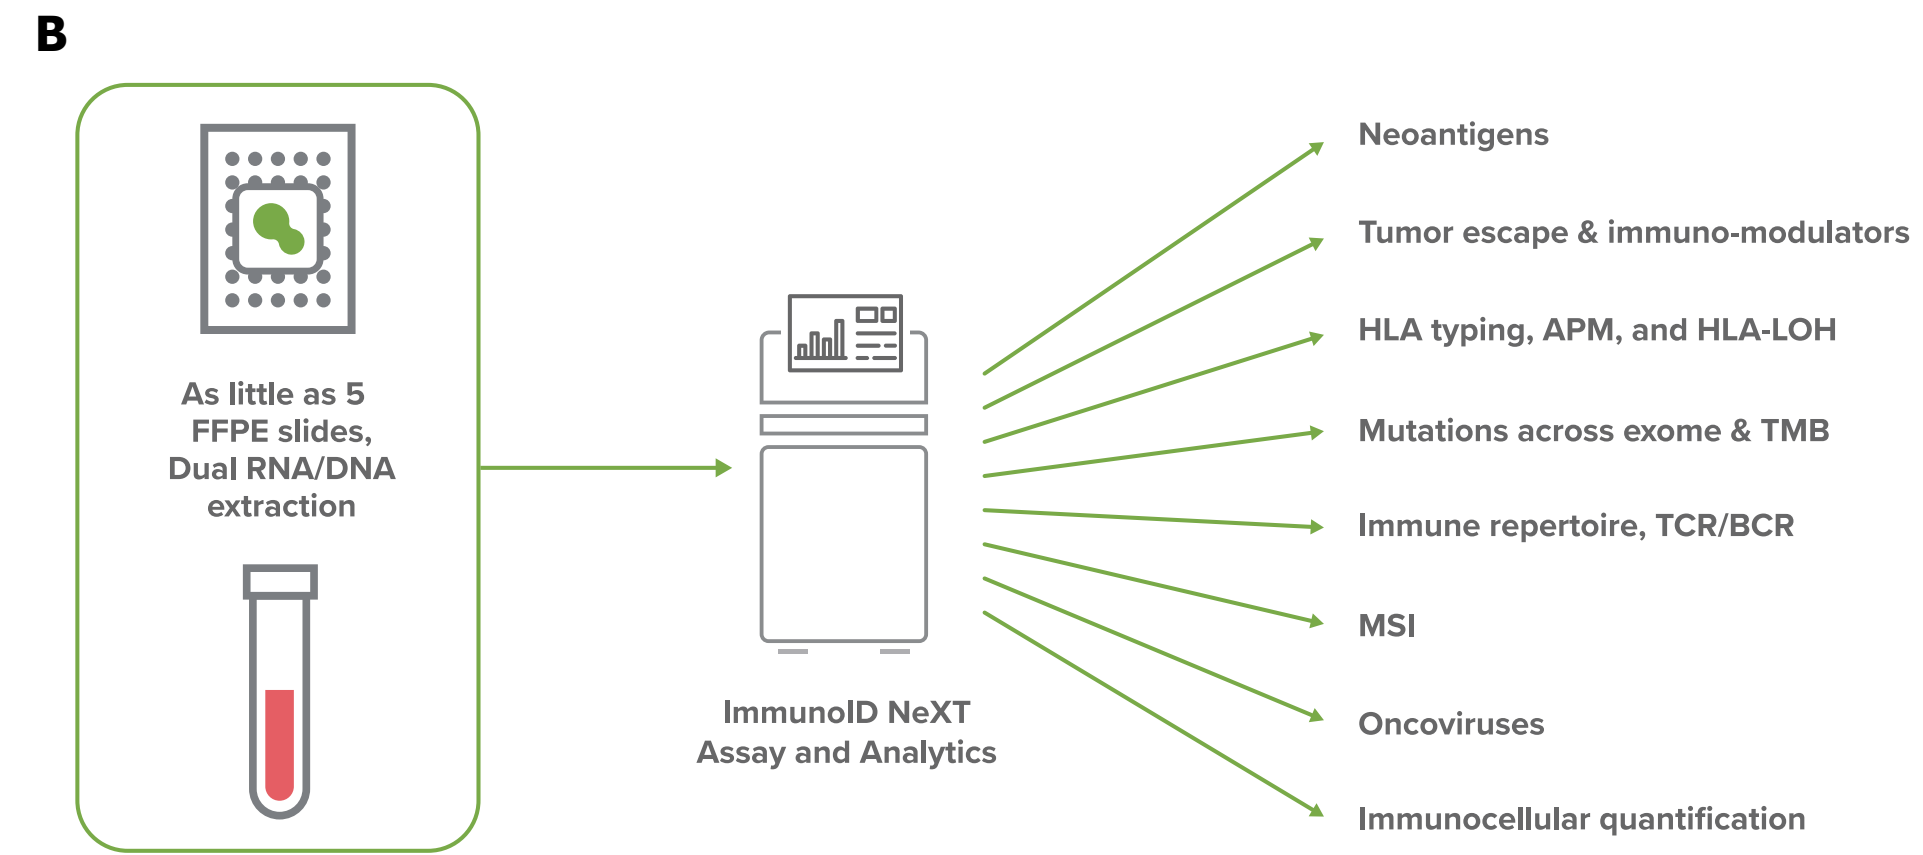 B
As little as 5
FFPE slides,
Dual RNA/DNA
extraction
ImmunoID NeXT
Assay and Analytics
Neoantigens
Tumor escape & immuno-modulators
HLA typing, APM, and HLA-LOH
Mutations across exome & TMB
Immune repertoire, TCR/BCR
MSI
Oncoviruses
Immunocellular quantification